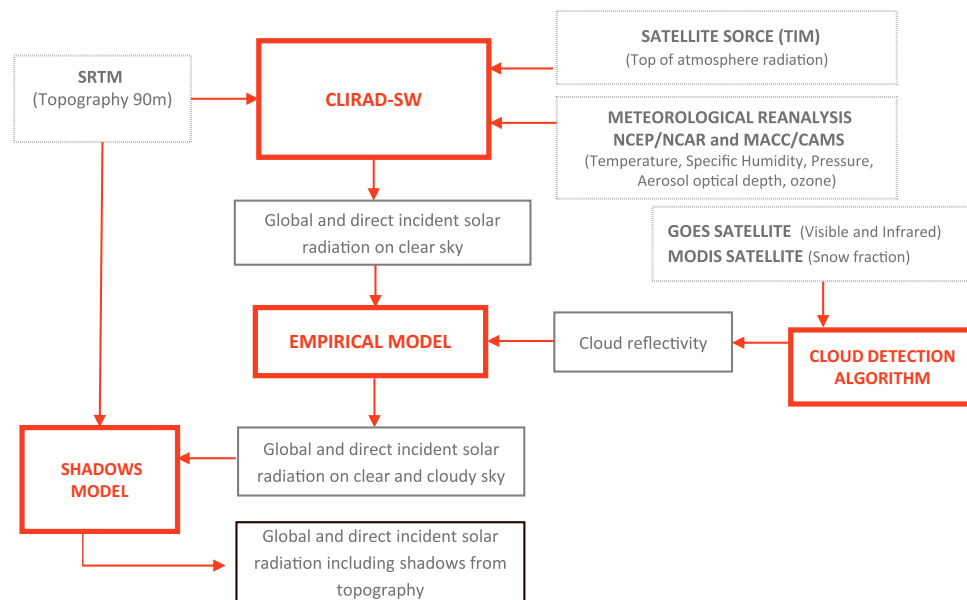 SATELLITE SORCE (TIM)
(Top of atmosphere radiation)
SRTM
(Topography 90m)
CLIRAD-SW
METEOROLOGICAL REANALYSIS
NCEP/NCAR and MACC/CAMS
(Temperature, Specific Humidity, Pressure,
Aerosol optical depth, ozone)
Global and direct incident solar
radiation on clear sky
GOES SATELLITE (Visible and Infrared)
MODIS SATELLITE (Snow fraction)
EMPIRICAL MODEL
Cloud reflectivity
CLOUD DETECTION
ALGORITHM
SHADOWS
MODEL
Global and direct incident solar
radiation on clear and cloudy sky
Global and direct incident solar
radiation including shadows from
topography